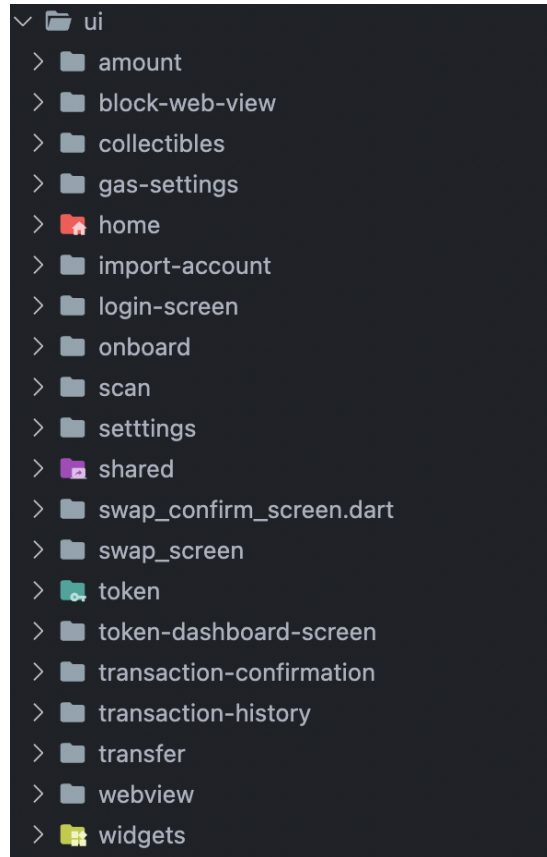 ui
amount
block-web-view
collectibles
gas-settings
home
import-account
login-screen
onboard
scan
setttings
shared
swap_confirm_screen.dart
swap_screen
token
token-dashboard-screen
transaction-confirmation
transaction-history
transfer
webview
widgets